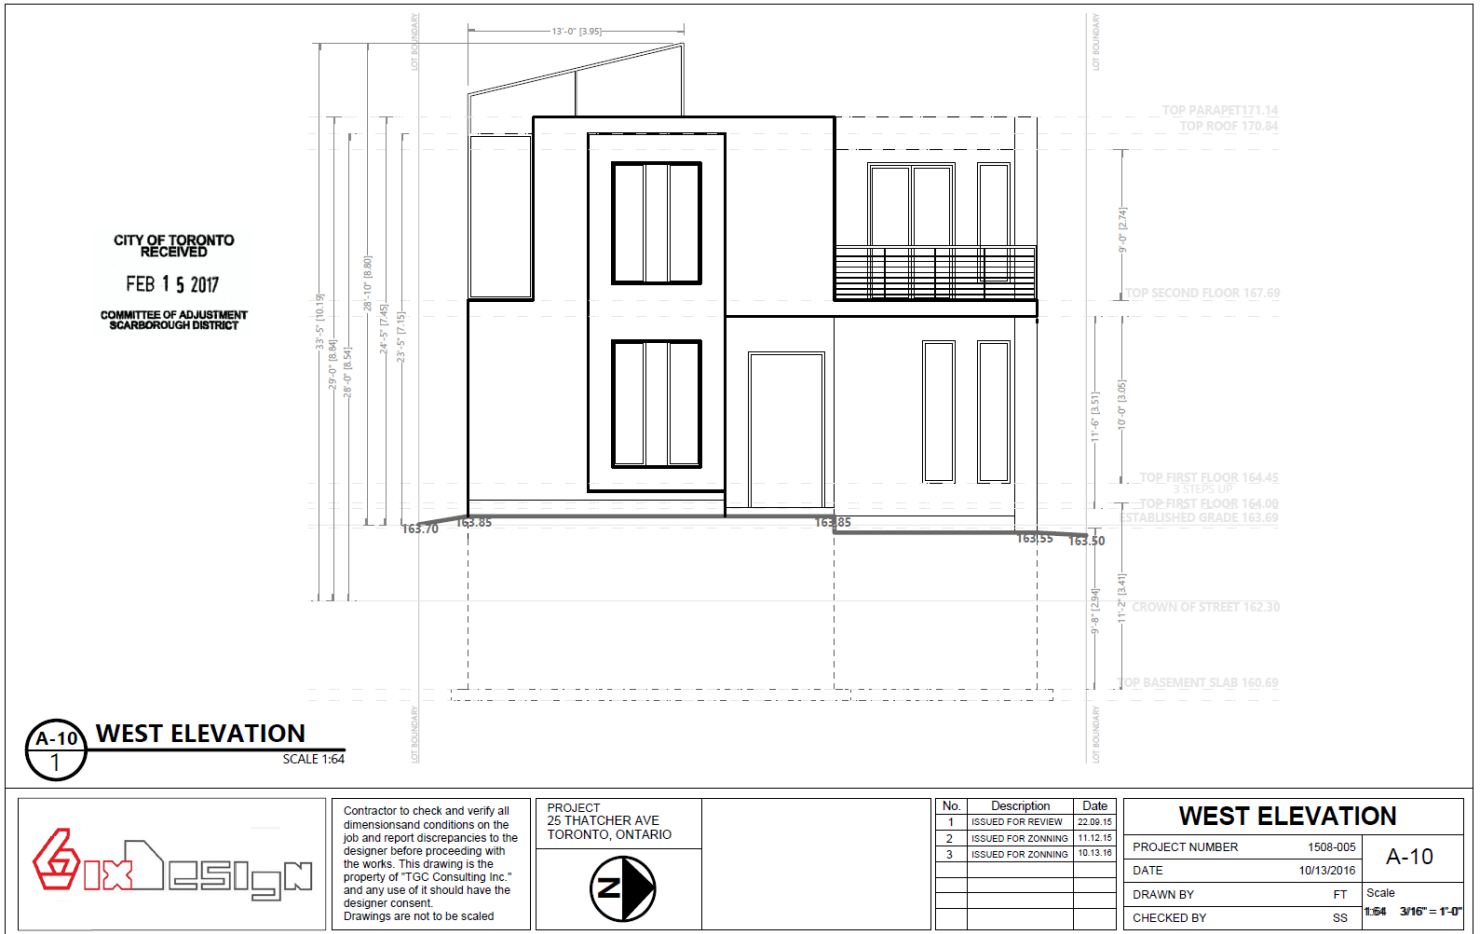 13'-0" [3.95]
LOT BOUNDARY
LOT BOUNDARY
TOP PARAPET171.14
TOP ROOF 170.84
CITY OF TORONTO
RECEIVED
FEB 1 5 2017
COMMITTEE OF ADJUSTMENT
SCARBOROUGH DISTRICT
33'-5" [10.19]
29'-0" [8.84]
28'-0" [8.54]
28'-10" [8.80]
24'-5" [7.45]
23'-5" [7.15]
9'-0" [2.74]
TOP SECOND FLOOR 167.69
11'-6" [3.51]
10'-0" [3.05]
TOP FIRST FLOOR 164.45
3 STEPS UP
TOP FIRST FLOOR 164.00
ESTABLISHED GRADE 163.69
163.70
163.85
163.85
163.55
163.50
9'-8" [2.94]
11'-2" [3.41]
CROWN OF STREET 162.30
TOP BASEMENT SLAB 160.69
LOT BOUNDARY
LOT BOUNDARY
A-10
1
WEST ELEVATION
SCALE 1:64
6IXDESIGN
Contractor to check and verify all
dimensionsand conditions on the
job and report discrepancies to the
designer before proceeding with
the works. This drawing is the
property of "TGC Consulting Inc."
and any use of it should have the
designer consent.
Drawings are not to be scaled
PROJECT
25 THATCHER AVE
TORONTO, ONTARIO
N
No. Description Date
1 ISSUED FOR REVIEW 22.09.15
2 ISSUED FOR ZONNING 11.12.15
3 ISSUED FOR ZONNING 10.13.16
WEST ELEVATION
PROJECT NUMBER 1508-005
DATE 10/13/2016
DRAWN BY FT
CHECKED BY SS
A-10
Scale
1:64 3/16" = 1'-0"